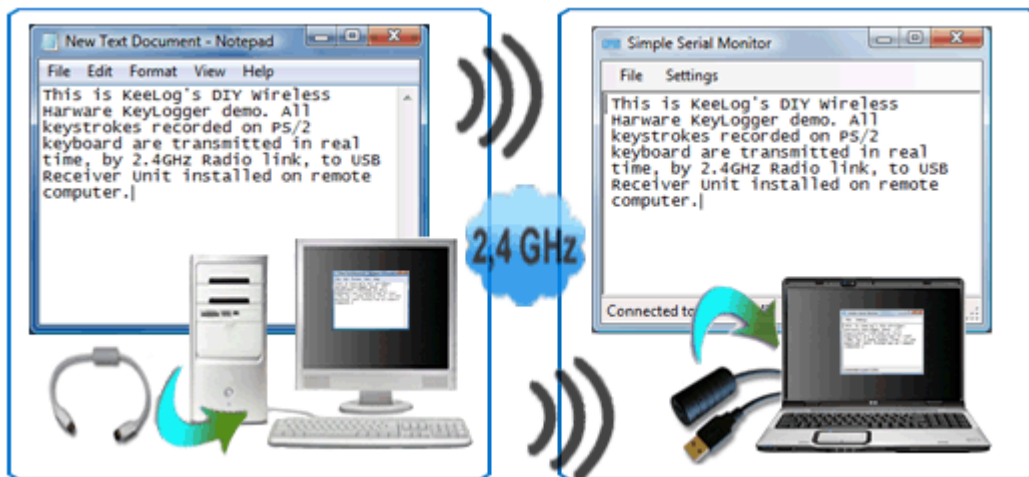 New Text Document - Notepad
File Edit Format View Help
This is KeeLog's DIY Wireless
Harware KeyLogger demo. All
keystrokes recorded on PS/2
keyboard are transmitted in real
time, by 2.4GHz Radio link, to USB
Receiver Unit installed on remote
computer.
2,4 GHz
Simple Serial Monitor
File Settings
This is KeeLog's DIY Wireless
Harware KeyLogger demo. All
keystrokes recorded on PS/2
keyboard are transmitted in real
time, by 2.4GHz Radio link, to USB
Receiver Unit installed on remote
computer.
Connected to